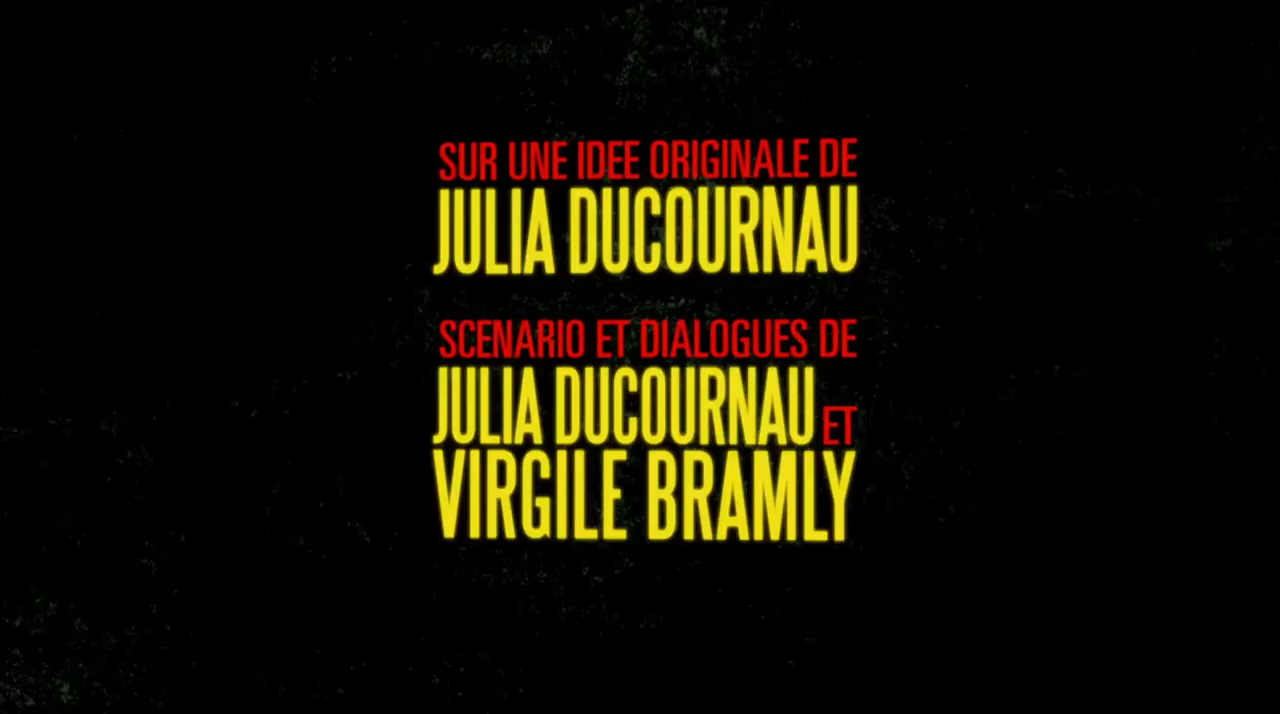 SUR UNE IDEE ORIGINALE DE
JULIA DUCOURNAU
SCENARIO ET DIALOGUES DE
JULIA DUCOURNAU ET
VIRGILE BRAMLY